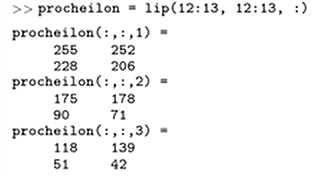 >> procheilon = lip(12:13, 12:13, :)
procheilon(:,:,1) =
255 252
228 206
procheilon(:,:,2) =
175 178
90 71
procheilon(:,:,3) =
118 139
51 42